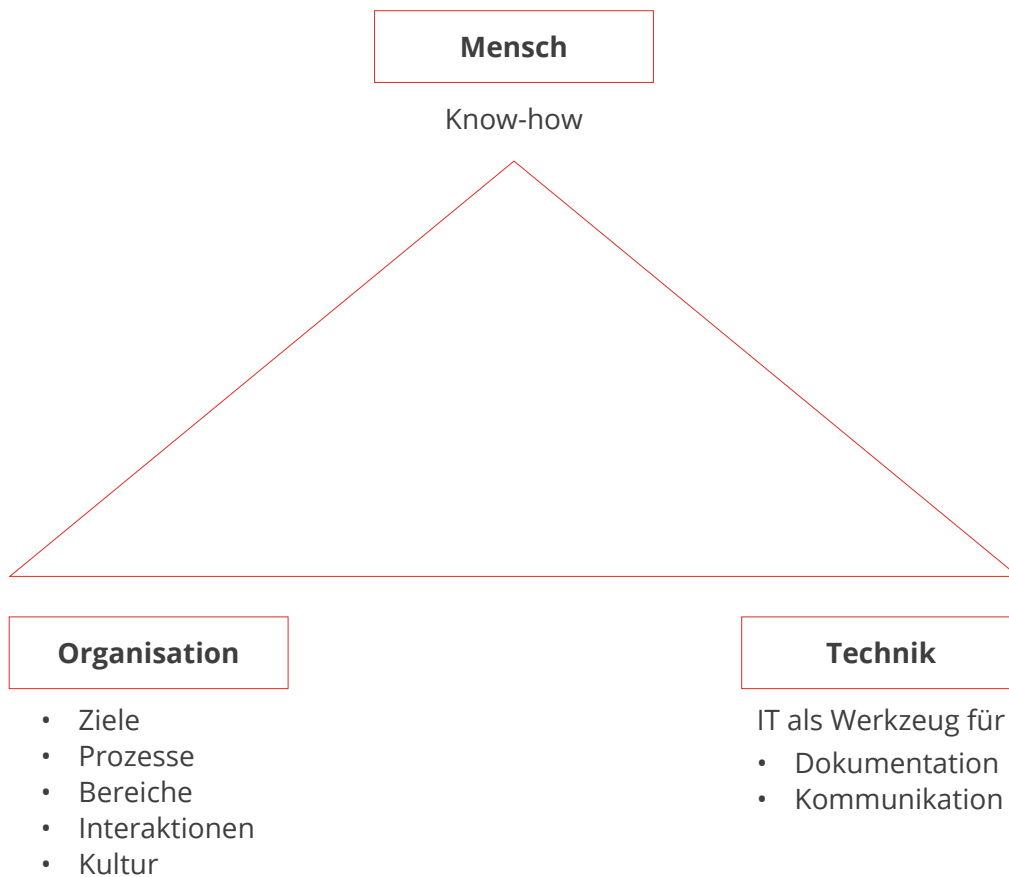 Mensch
Know-how
Organisation
• Ziele
• Prozesse
• Bereiche
• Interaktionen
• Kultur
Technik
IT als Werkzeug für
• Dokumentation
• Kommunikation